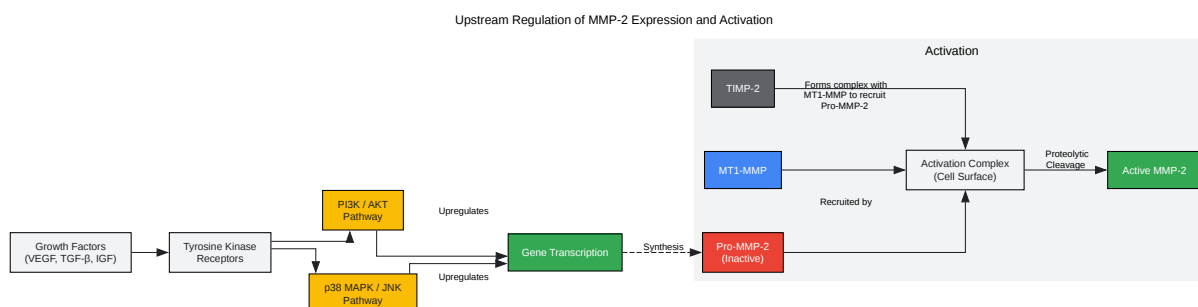 Upstream Regulation of MMP-2 Expression and Activation
Activation
TIMP-2
Forms complex with
MT1-MMP to recruit
Pro-MMP-2
MT1-MMP
Activation Complex
(Cell Surface)
Proteolytic
Cleavage
Active MMP-2
Recruited by
PI3K / AKT
Pathway
Upregulates
Growth Factors
(VEGF, TGF-β, IGF)
Tyrosine Kinase
Receptors
Gene Transcription
Synthesis
Pro-MMP-2
(Inactive)
Upregulates
p38 MAPK / JNK
Pathway